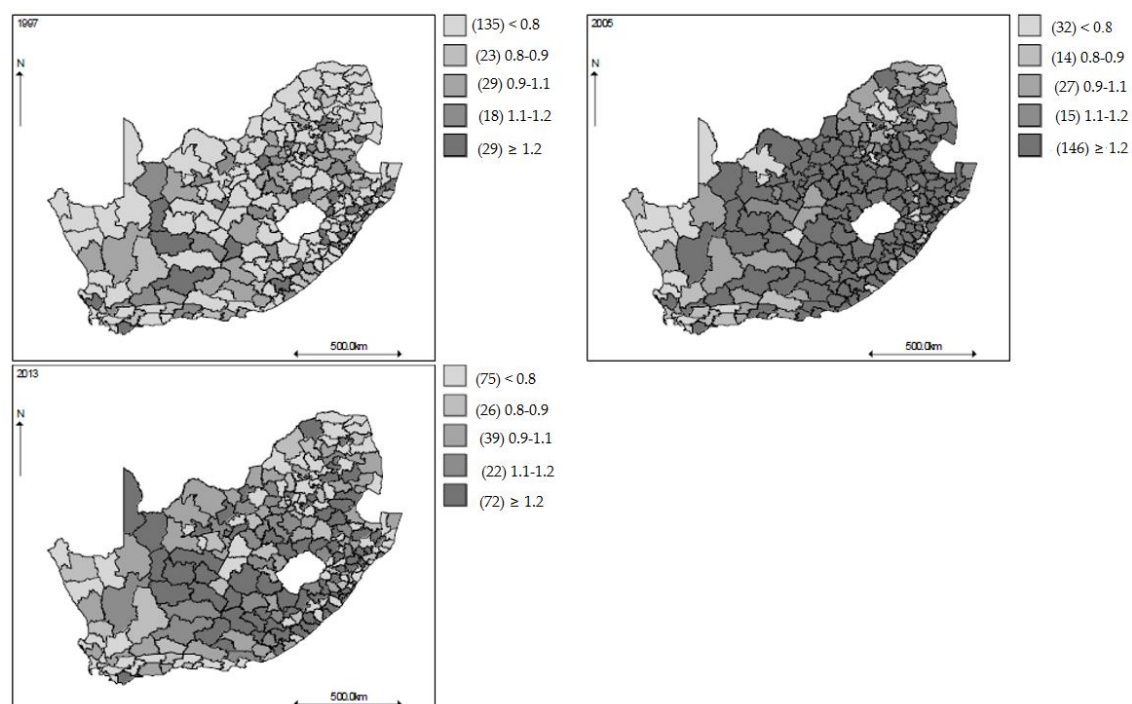 1997
(135) < 0.8
(23) 0.8-0.9
(29) 0.9-1.1
(18) 1.1-1.2
(29) ≥ 1.2
N
500.0km
2005
(32) < 0.8
(14) 0.8-0.9
(27) 0.9-1.1
(15) 1.1-1.2
(146) ≥ 1.2
N
500.0km
2013
(75) < 0.8
(26) 0.8-0.9
(39) 0.9-1.1
(22) 1.1-1.2
(72) ≥ 1.2
N
500.0km